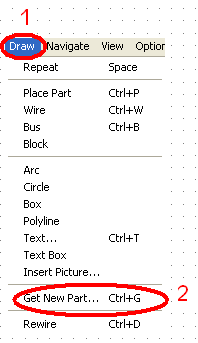 1
Draw Navigate View Option
Repeat Space
Place Part Ctrl+P
Wire Ctrl+W
Bus Ctrl+B
Block
Arc
Circle
Box
Polyline
Text... Ctrl+T
Text Box
Insert Picture...
Get New Part... Ctrl+G 2
Rewire Ctrl+D